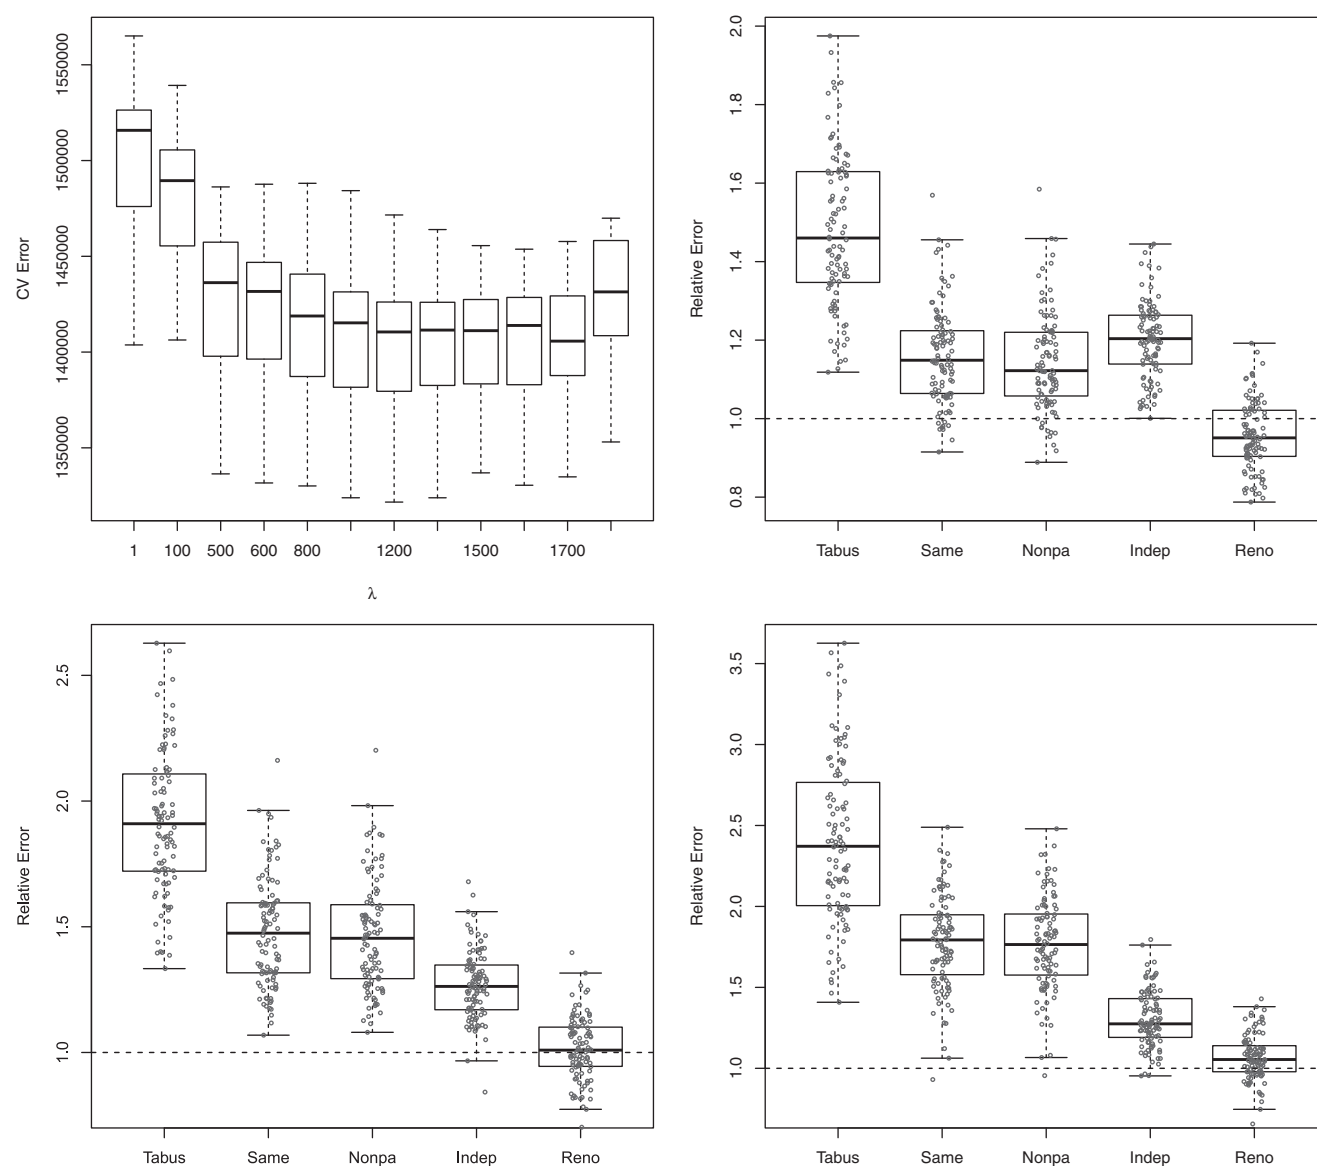 CV Error
1350000 1400000 1450000 1500000 1550000
1 100 500 600 800 1200 1500 1700
λ
Relative Error
0.8 1.0 1.2 1.4 1.6 1.8 2.0
Tabus Same Nonpa Indep Reno
Relative Error
1.0 1.5 2.0 2.5
Tabus Same Nonpa Indep Reno
Relative Error
1.0 1.5 2.0 2.5 3.0 3.5
Tabus Same Nonpa Indep Reno